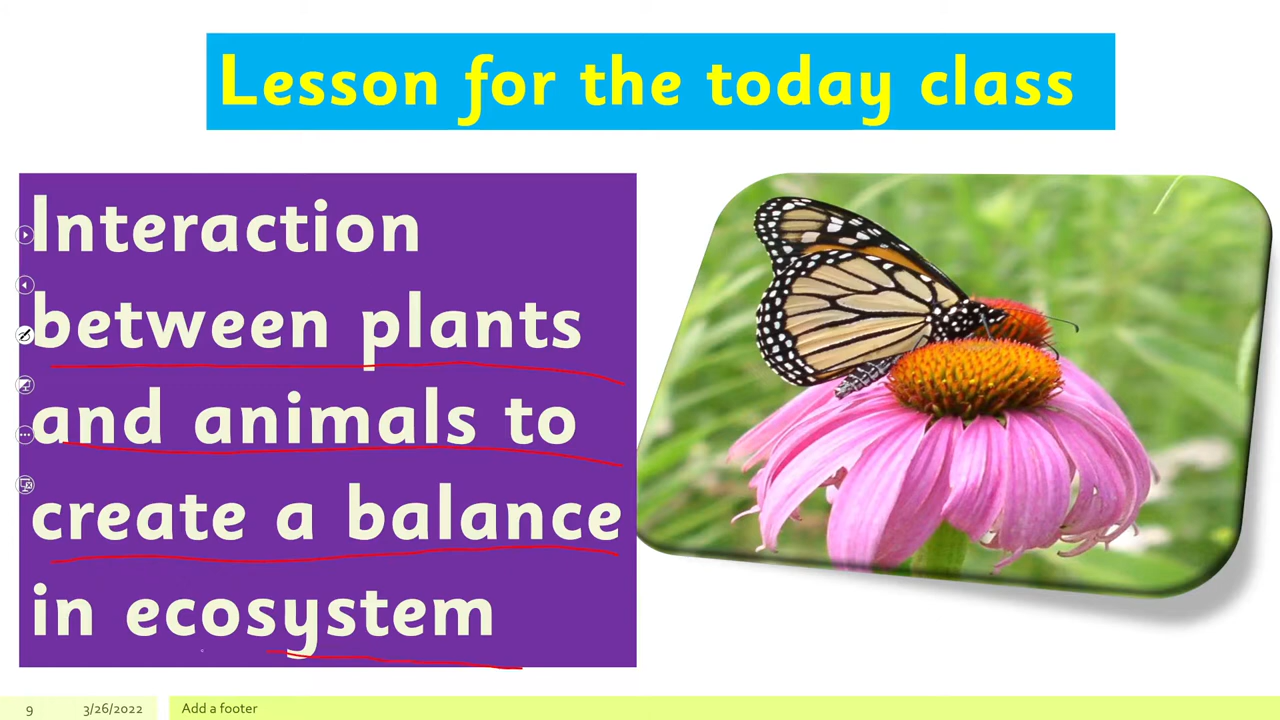 Lesson for the today class
Interaction
between plants
and animals to
create a balance
in ecosystem
9 3/26/2022 Add a footer